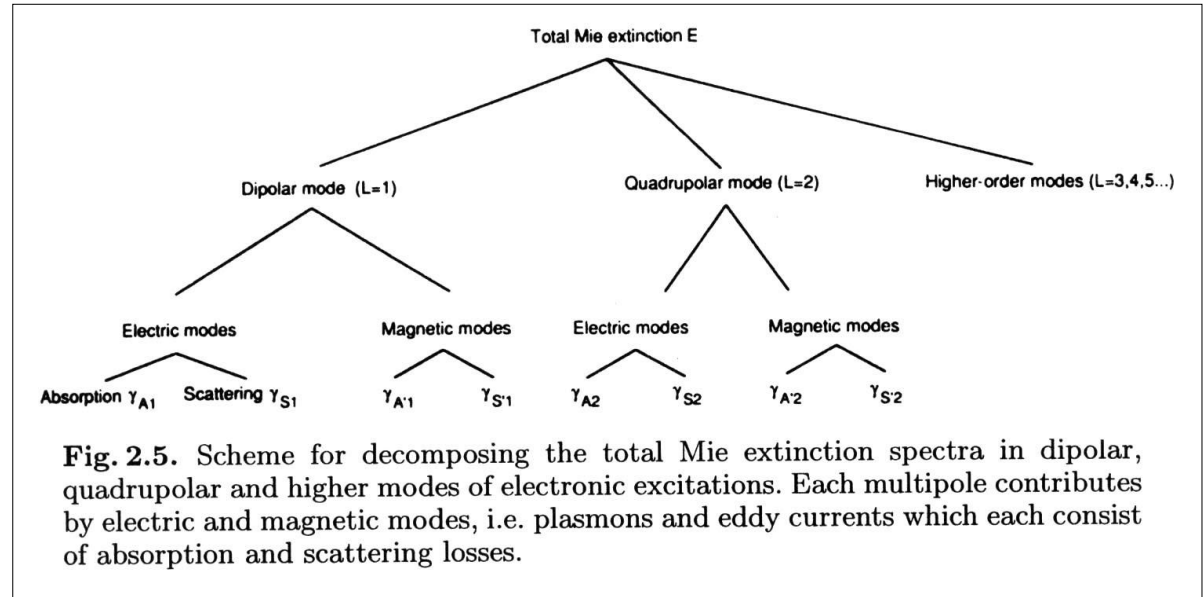 Total Mie extinction E
Dipolar mode (L=1)
Quadrupolar mode (L=2)
Higher-order modes (L=3,4,5...)
Electric modes
Magnetic modes
Electric modes
Magnetic modes
Absorption γA1
Scattering γS1
γA'1
γS'1
γA2
γS2
γA'2
γS'2
Fig. 2.5. Scheme for decomposing the total Mie extinction spectra in dipolar,
quadrupolar and higher modes of electronic excitations. Each multipole contributes
by electric and magnetic modes, i.e. plasmons and eddy currents which each consist
of absorption and scattering losses.